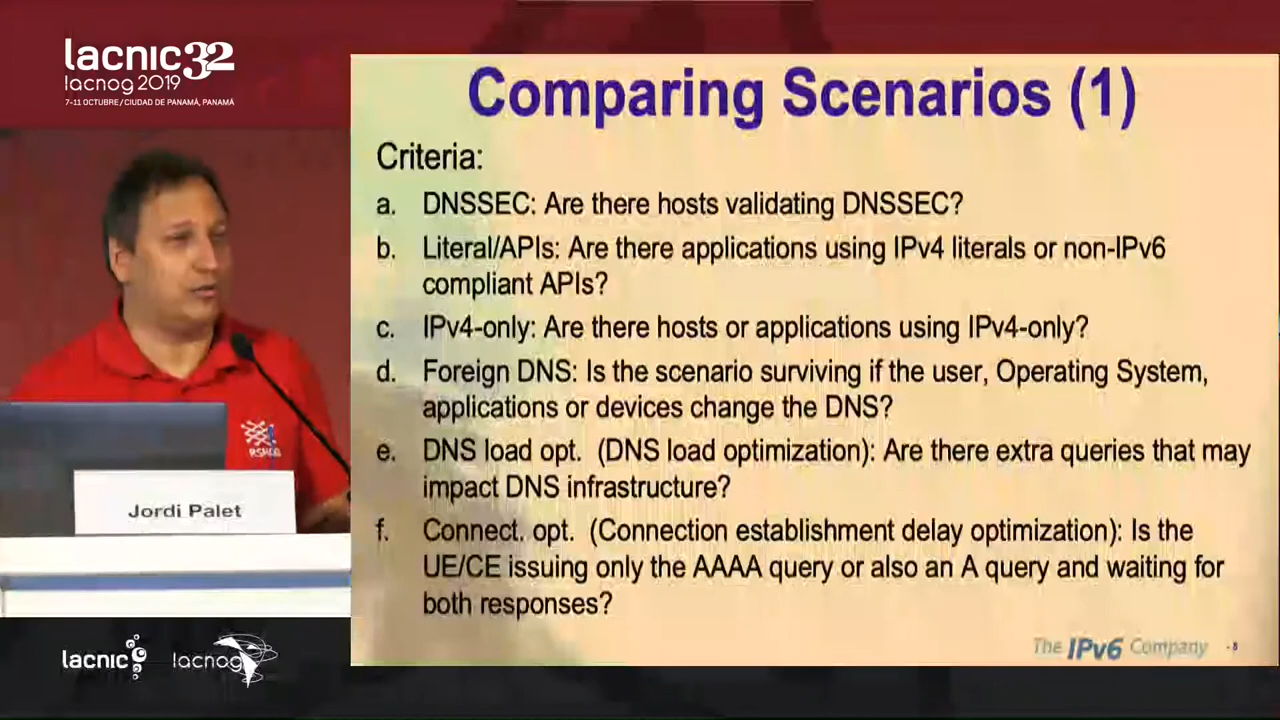 lacnic32
lacnog 2019
7-11 OCTUBRE / CIUDAD DE PANAMÁ, PANAMÁ
Comparing Scenarios (1)
Criteria:
a. DNSSEC: Are there hosts validating DNSSEC?
b. Literal/APIs: Are there applications using IPv4 literals or non-IPv6
compliant APIs?
c. IPv4-only: Are there hosts or applications using IPv4-only?
d. Foreign DNS: Is the scenario surviving if the user, Operating System,
applications or devices change the DNS?
e. DNS load opt. (DNS load optimization): Are there extra queries that may
impact DNS infrastructure?
f. Connect. opt. (Connection establishment delay optimization): Is the
UE/CE issuing only the AAAA query or also an A query and waiting for
both responses?
The IPv6 Company - 8
Jordi Palet
lacnic
lacnog